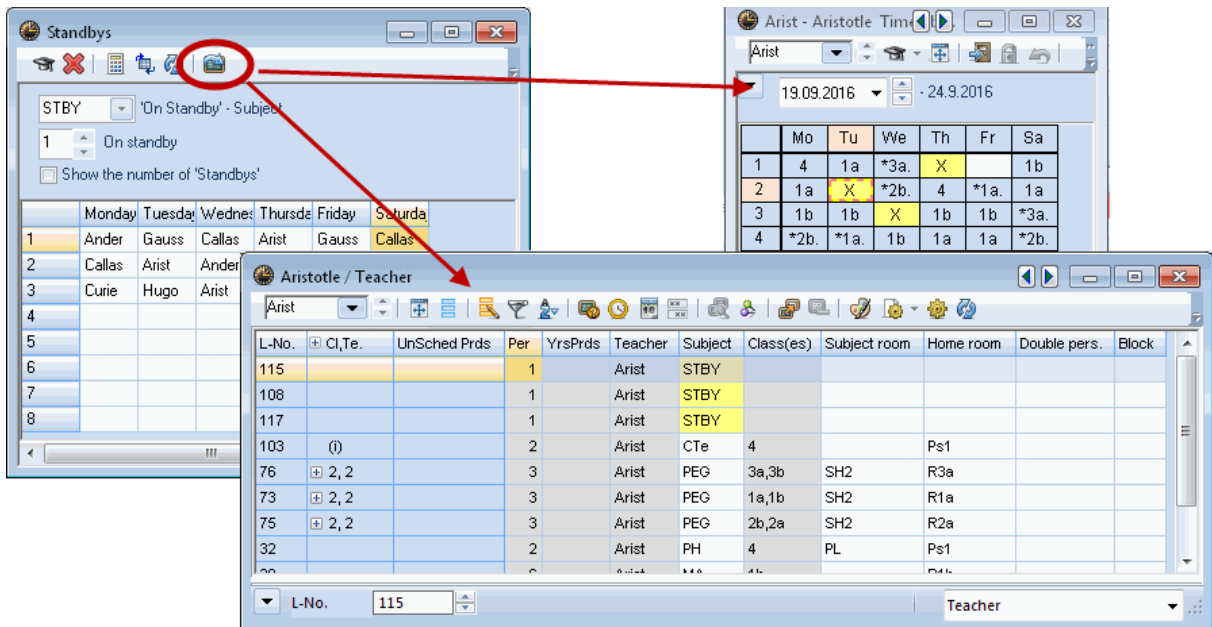 Standbys
STBY 'On Standby' - Subject
1 On standby
Show the number of 'Standbys'
Monday Tuesday Wednes Thursda Friday Saturda
1 Ander Gauss Callas Arist Gauss Callas
2 Callas Arist Ander
3 Curie Hugo Arist
4
5
6
7
8
Arist - Aristotle
Arist
19.09.2016 - 24.9.2016
Mo Tu We Th Fr Sa
1 4 1a *3a. X 1b
2 1a X *2b. 4 *1a. 1a
3 1b 1b X 1b 1b *3a.
4 *2b. *1a. 1b 1a 1a *2b.
Aristotle / Teacher
Arist
L-No. Cl,Te. UnSched Prds Per YrsPrds Teacher Subject Class(es) Subject room Home room Double pers. Block
115 1 Arist STBY
108 1 Arist STBY
117 1 Arist STBY
103 (i) 2 Arist CTe 4 Ps1
76 2, 2 3 Arist PEG 3a,3b SH2 R3a
73 2, 2 3 Arist PEG 1a,1b SH2 R1a
75 2, 2 3 Arist PEG 2b,2a SH2 R2a
32 2 Arist PH 4 PL Ps1
L-No. 115 Teacher